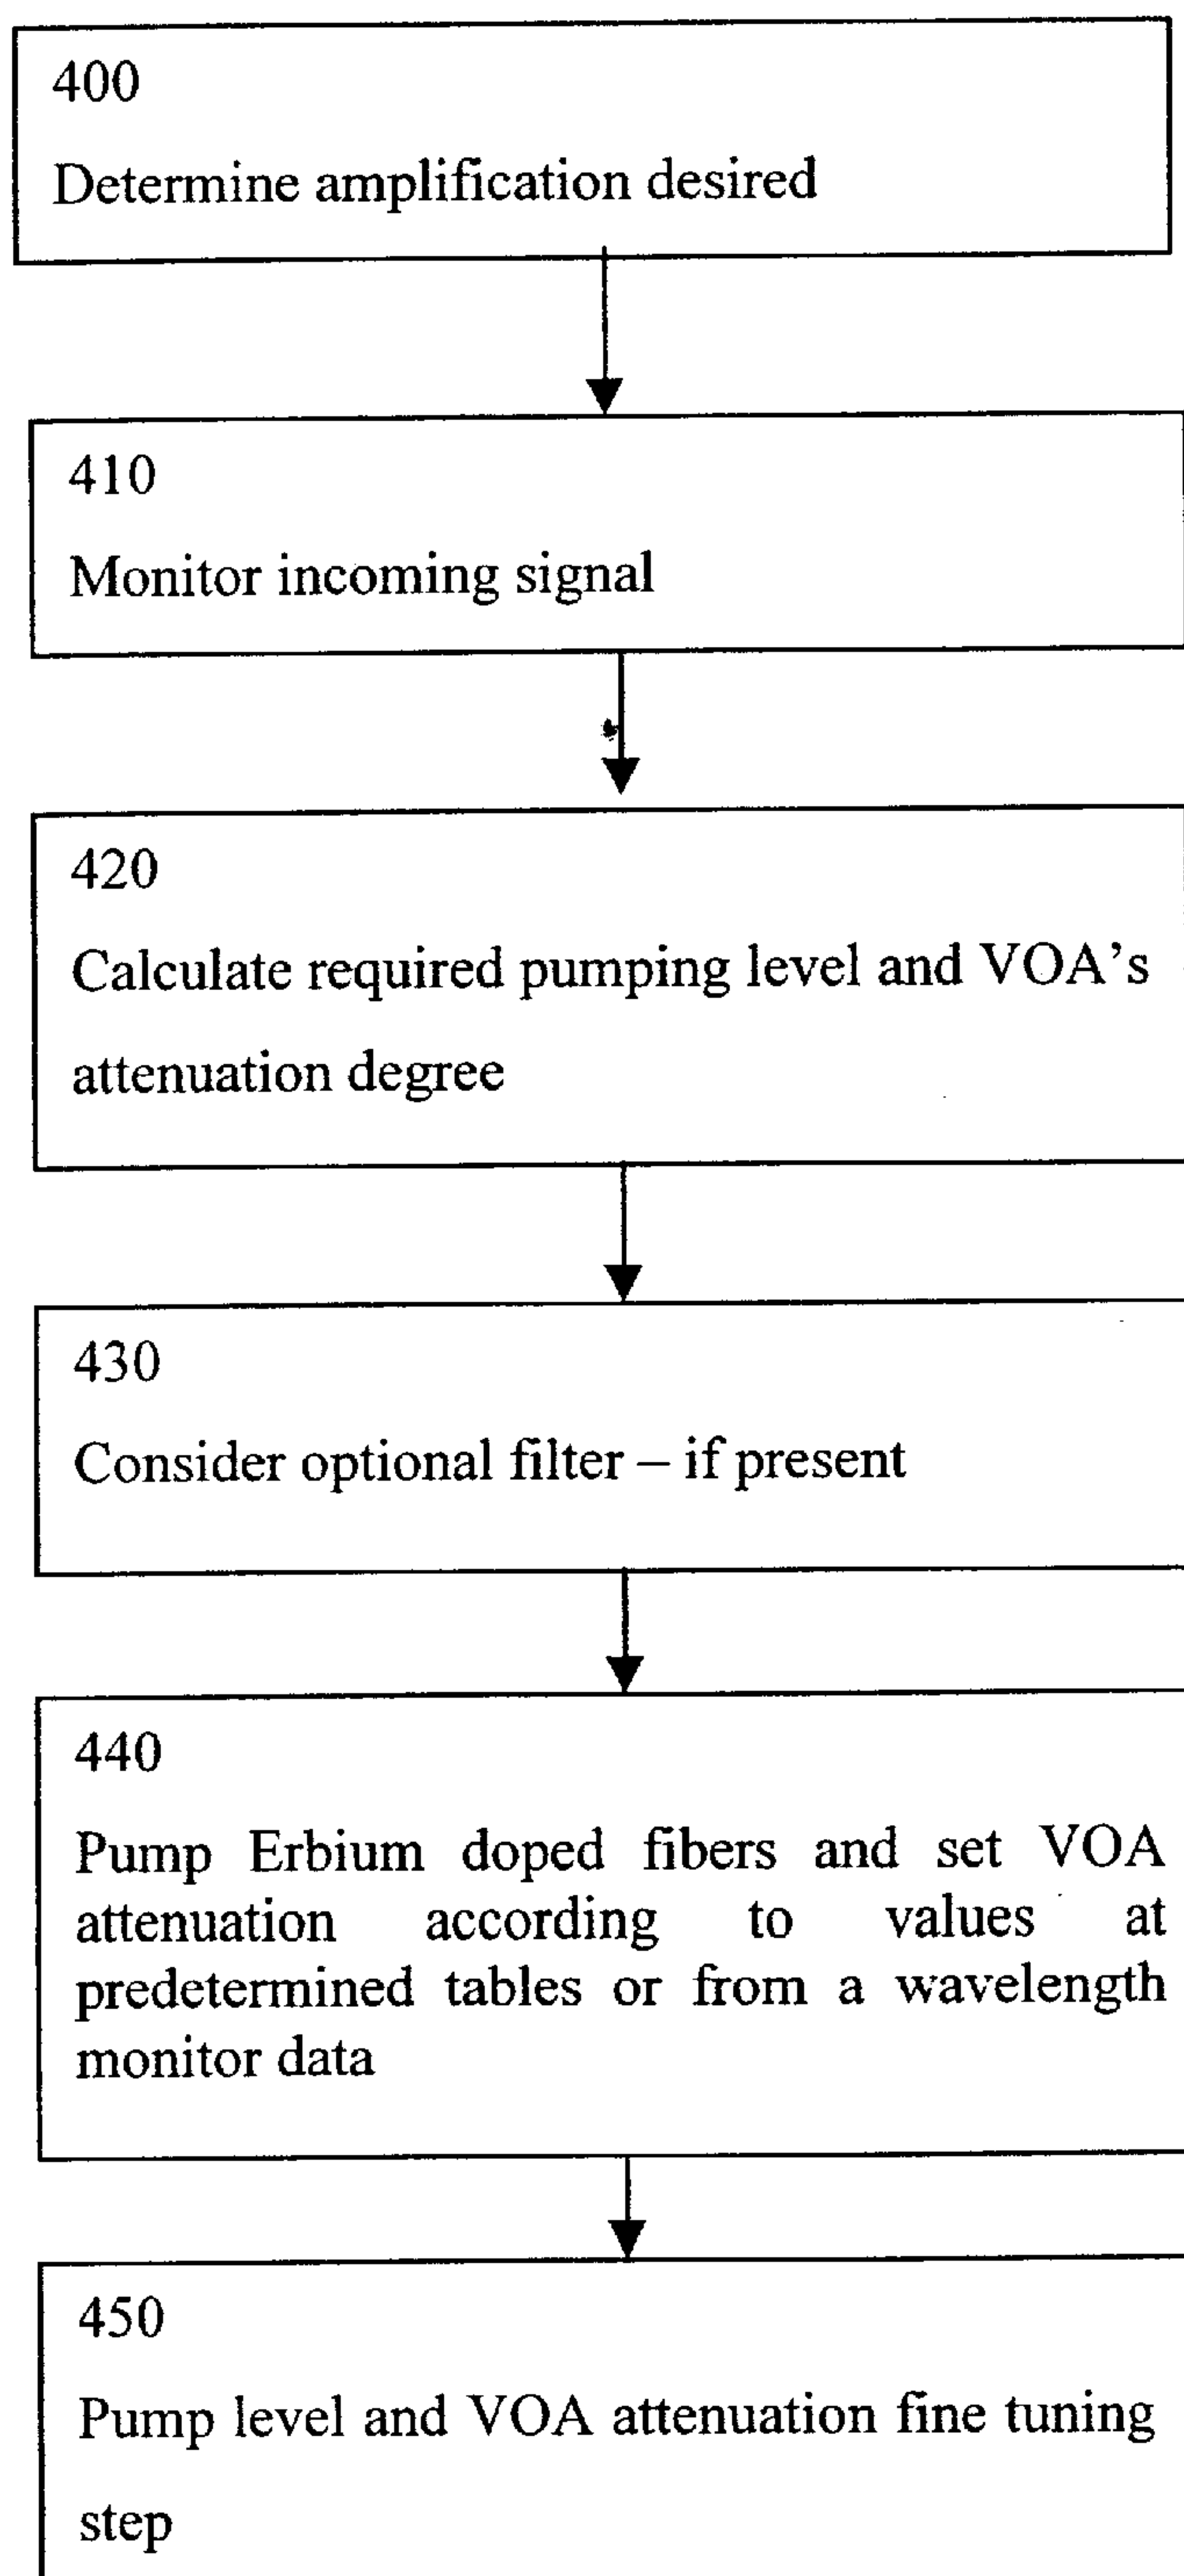 400
Determine amplification desired
410
Monitor incoming signal
420
Calculate required pumping level and VOA’s
attenuation degree
430
Consider optional filter – if present
440
Pump Erbium doped fibers and set VOA
attenuation according to values at
predetermined tables or from a wavelength
monitor data
450
Pump level and VOA attenuation fine tuning
step